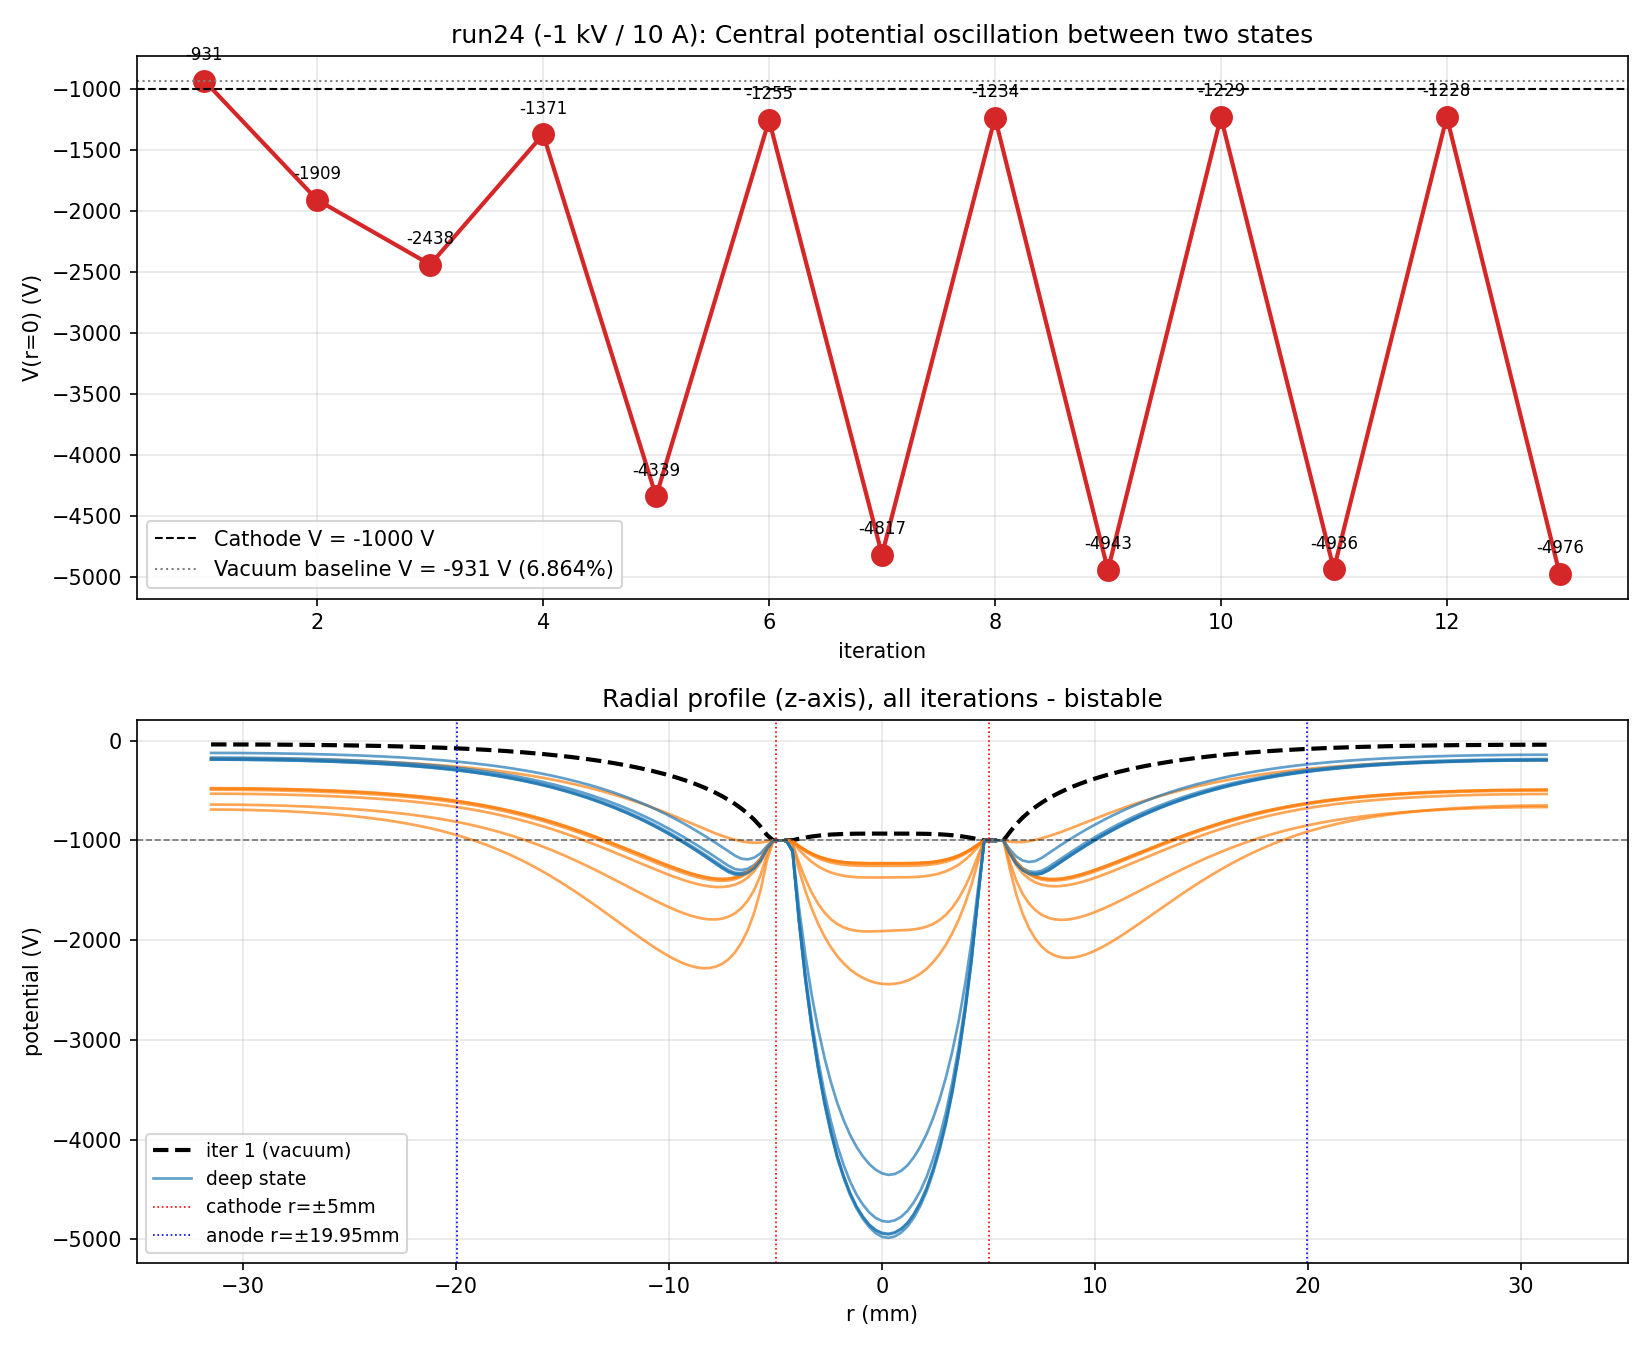 run24 (-1 kV / 10 A): Central potential oscillation between two states
-931
-1909
-2438
-1371
-4339
-1255
-4817
-1234
-4943
-1229
-4936
-1228
-4976
−1000
−1500
−2000
−2500
−3000
−3500
−4000
−4500
−5000
V(r=0) (V)
Cathode V = -1000 V
Vacuum baseline V = -931 V (6.864%)
2 4 6 8 10 12
iteration
Radial profile (z-axis), all iterations - bistable
0
−1000
−2000
−3000
−4000
−5000
potential (V)
iter 1 (vacuum)
deep state
cathode r=±5mm
anode r=±19.95mm
−30 −20 −10 0 10 20 30
r (mm)